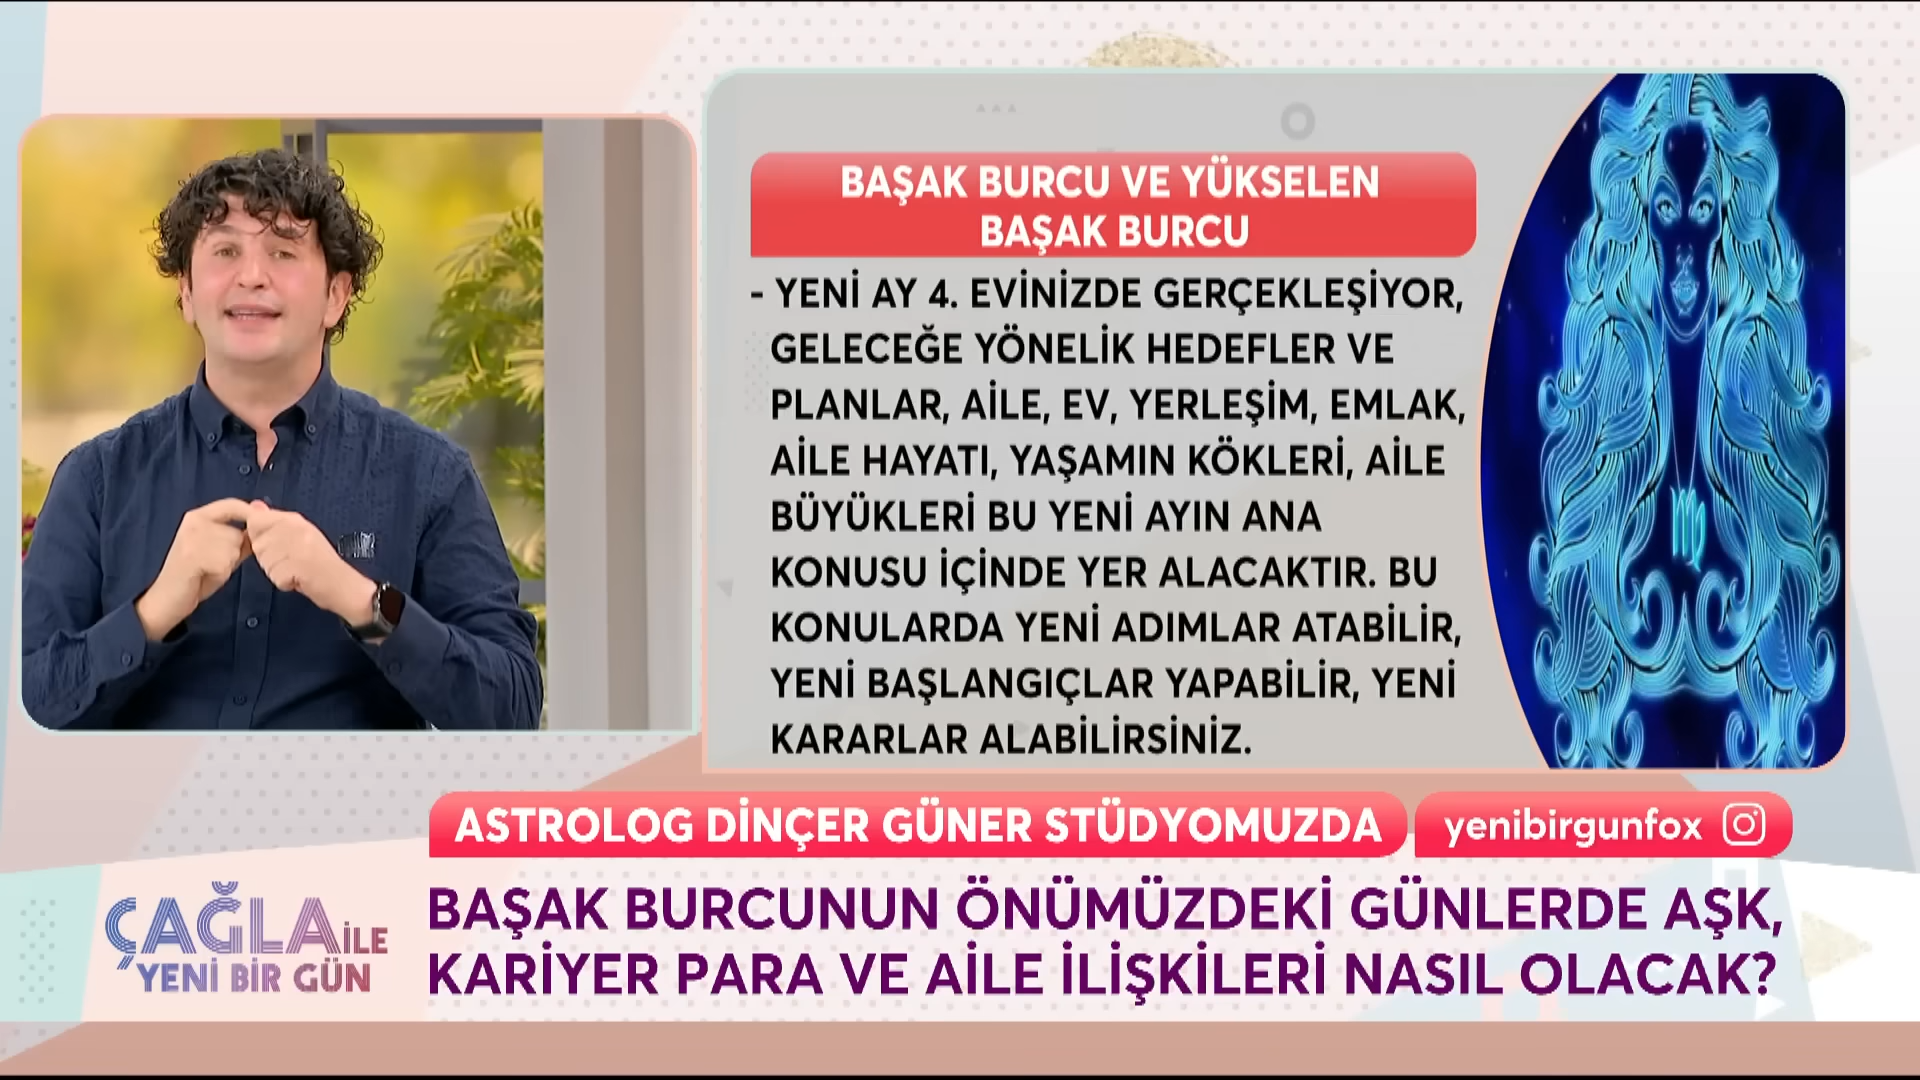 BAŞAK BURCU VE YÜKSELEN
BAŞAK BURCU
- YENİ AY 4. EVİNİZDE GERÇEKLEŞİYOR,
GELECEĞE YÖNELİK HEDEFLER VE
PLANLAR, AİLE, EV, YERLEŞİM, EMLAK,
AİLE HAYATI, YAŞAMIN KÖKLERİ, AİLE
BÜYÜKLERİ BU YENİ AYIN ANA
KONUSU İÇİNDE YER ALACAKTIR. BU
KONULARDA YENİ ADIMLAR ATABİLİR,
YENİ BAŞLANGIÇLAR YAPABİLİR, YENİ
KARARLAR ALABİLİRSİNİZ.
ASTROLOG DİNÇER GÜNER STÜDYOMUZDA
yenibirgunfox
ÇAĞLA İLE
YENİ BİR GÜN
BAŞAK BURCUNUN ÖNÜMÜZDEKİ GÜNLERDE AŞK,
KARİYER PARA VE AİLE İLİŞKİLERİ NASIL OLACAK?